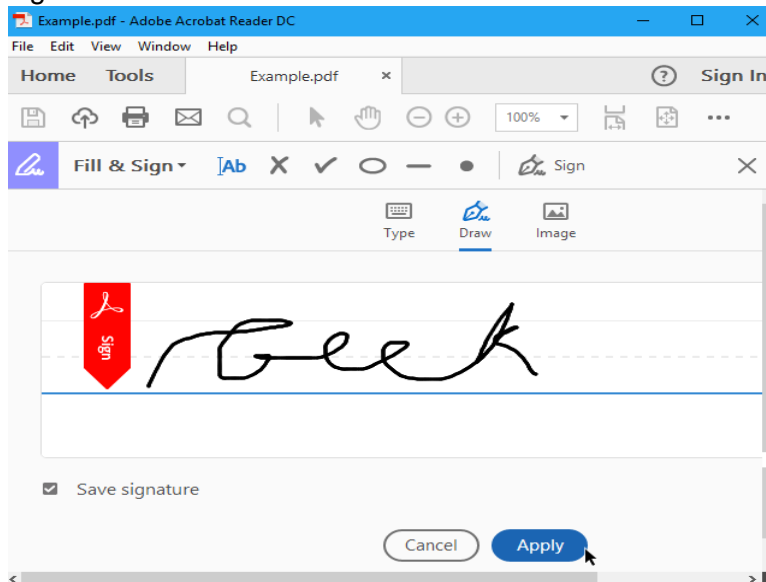 Example.pdf - Adobe Acrobat Reader DC
File Edit View Window Help
Home Tools Example.pdf × ? Sign In
100%
Fill & Sign Ab Sign
Type Draw Image
Sign
Geek
Save signature
Cancel Apply